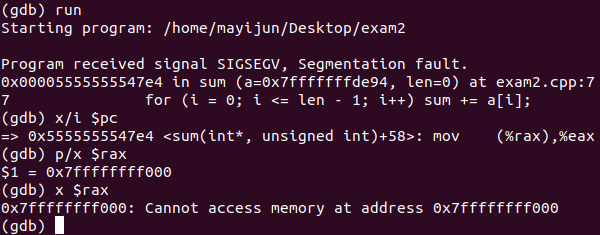 (gdb) run
Starting program: /home/mayijun/Desktop/exam2

Program received signal SIGSEGV, Segmentation fault.
0x00005555555547e4 in sum (a=0x7fffffffde94, len=0) at exam2.cpp:7
7 for (i = 0; i <= len - 1; i++) sum += a[i];
(gdb) x/i $pc
=> 0x5555555547e4 <sum(int*, unsigned int)+58>: mov (%rax),%eax
(gdb) p/x $rax
$1 = 0x7ffffffff000
(gdb) x $rax
0x7ffffffff000: Cannot access memory at address 0x7ffffffff000
(gdb)